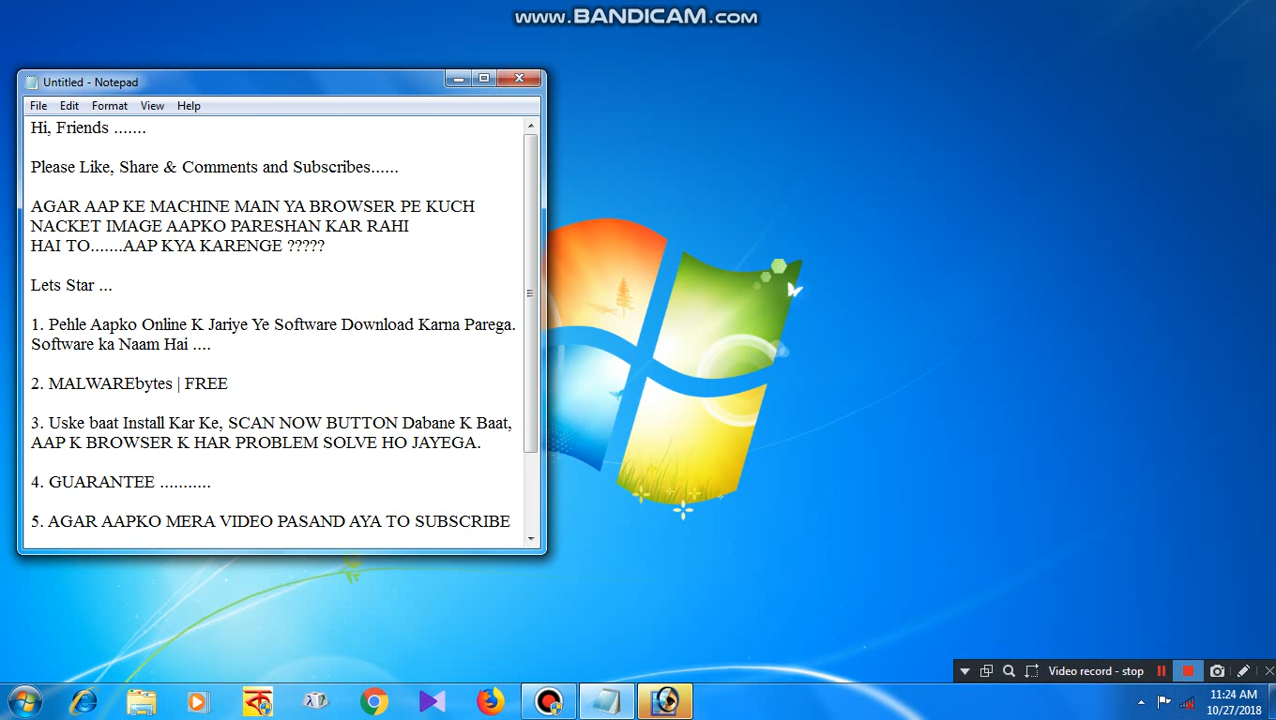 www.BANDICAM.com
Untitled - Notepad
File Edit Format View Help
Hi, Friends .......
Please Like, Share & Comments and Subscribes......
AGAR AAP KE MACHINE MAIN YA BROWSER PE KUCH
NACKET IMAGE AAPKO PARESHAN KAR RAHI
HAI TO.......AAP KYA KARENGE ?????
Lets Star ...
1. Pehle Aapko Online K Jariye Ye Software Download Karna Parega.
Software ka Naam Hai ....
2. MALWAREbytes | FREE
3. Uske baat Install Kar Ke, SCAN NOW BUTTON Dabane K Baat,
AAP K BROWSER K HAR PROBLEM SOLVE HO JAYEGA.
4. GUARANTEE ...........
5. AGAR AAPKO MERA VIDEO PASAND AYA TO SUBSCRIBE
Video record - stop
11:24 AM
10/27/2018